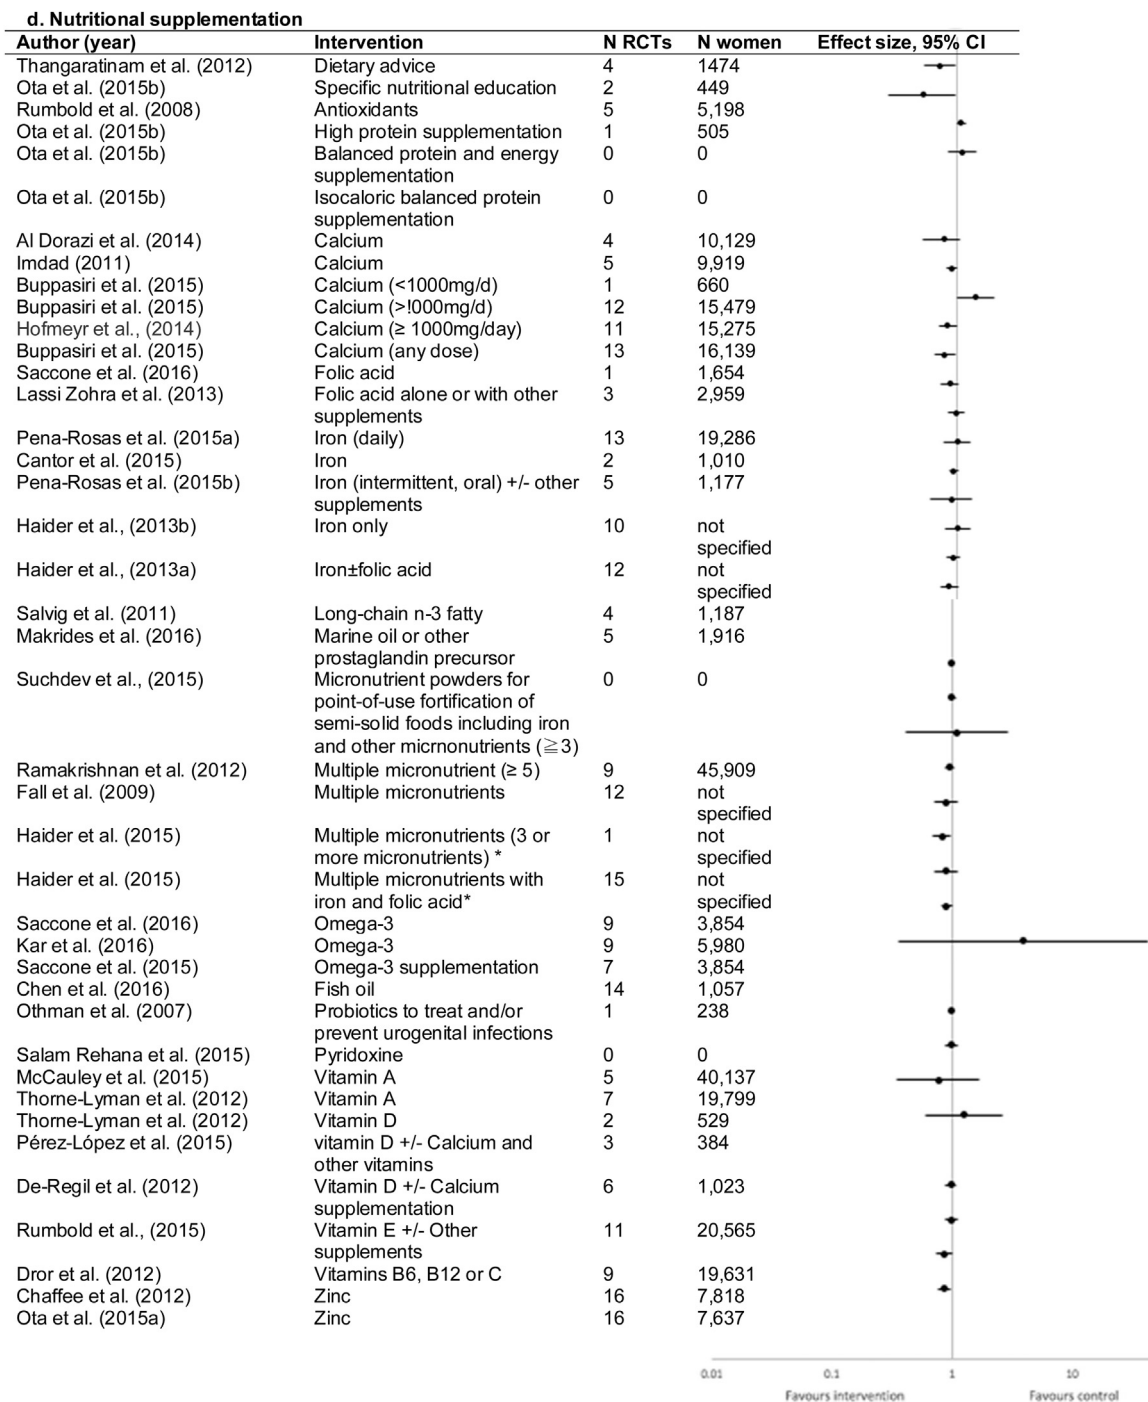 d. Nutritional supplementation
Author (year) Intervention N RCTs N women Effect size, 95% CI
Thangaratinam et al. (2012) Dietary advice 4 1474
Ota et al. (2015b) Specific nutritional education 2 449
Rumbold et al. (2008) Antioxidants 5 5,198
Ota et al. (2015b) High protein supplementation 1 505
Ota et al. (2015b) Balanced protein and energy 0 0
supplementation
Ota et al. (2015b) Isocaloric balanced protein 0 0
supplementation
Al Dorazi et al. (2014) Calcium 4 10,129
Imdad (2011) Calcium 5 9,919
Buppasiri et al. (2015) Calcium (<1000mg/d) 1 660
Buppasiri et al. (2015) Calcium (>!000mg/d) 12 15,479
Hofmeyr et al., (2014) Calcium (≥ 1000mg/day) 11 15,275
Buppasiri et al. (2015) Calcium (any dose) 13 16,139
Saccone et al. (2016) Folic acid 1 1,654
Lassi Zohra et al. (2013) Folic acid alone or with other 3 2,959
supplements
Pena-Rosas et al. (2015a) Iron (daily) 13 19,286
Cantor et al. (2015) Iron 2 1,010
Pena-Rosas et al. (2015b) Iron (intermittent, oral) +/- other 5 1,177
supplements
Haider et al., (2013b) Iron only 10 not
specified
Haider et al., (2013a) Iron±folic acid 12 not
specified
Salvig et al. (2011) Long-chain n-3 fatty 4 1,187
Makrides et al. (2016) Marine oil or other 5 1,916
prostaglandin precursor
Suchdev et al., (2015) Micronutrient powders for 0 0
point-of-use fortification of
semi-solid foods including iron
and other micrnonutrients (≧3)
Ramakrishnan et al. (2012) Multiple micronutrient (≥ 5) 9 45,909
Fall et al. (2009) Multiple micronutrients 12 not
specified
Haider et al. (2015) Multiple micronutrients (3 or 1 not
more micronutrients) * specified
Haider et al. (2015) Multiple micronutrients with 15 not
iron and folic acid* specified
Saccone et al. (2016) Omega-3 9 3,854
Kar et al. (2016) Omega-3 9 5,980
Saccone et al. (2015) Omega-3 supplementation 7 3,854
Chen et al. (2016) Fish oil 14 1,057
Othman et al. (2007) Probiotics to treat and/or 1 238
prevent urogenital infections
Salam Rehana et al. (2015) Pyridoxine 0 0
McCauley et al. (2015) Vitamin A 5 40,137
Thorne-Lyman et al. (2012) Vitamin A 7 19,799
Thorne-Lyman et al. (2012) Vitamin D 2 529
Pérez-López et al. (2015) vitamin D +/- Calcium and 3 384
other vitamins
De-Regil et al. (2012) Vitamin D +/- Calcium 6 1,023
supplementation
Rumbold et al., (2015) Vitamin E +/- Other 11 20,565
supplements
Dror et al. (2012) Vitamins B6, B12 or C 9 19,631
Chaffee et al. (2012) Zinc 16 7,818
Ota et al. (2015a) Zinc 16 7,637
0.01 0.1 1 10
Favours intervention Favours control